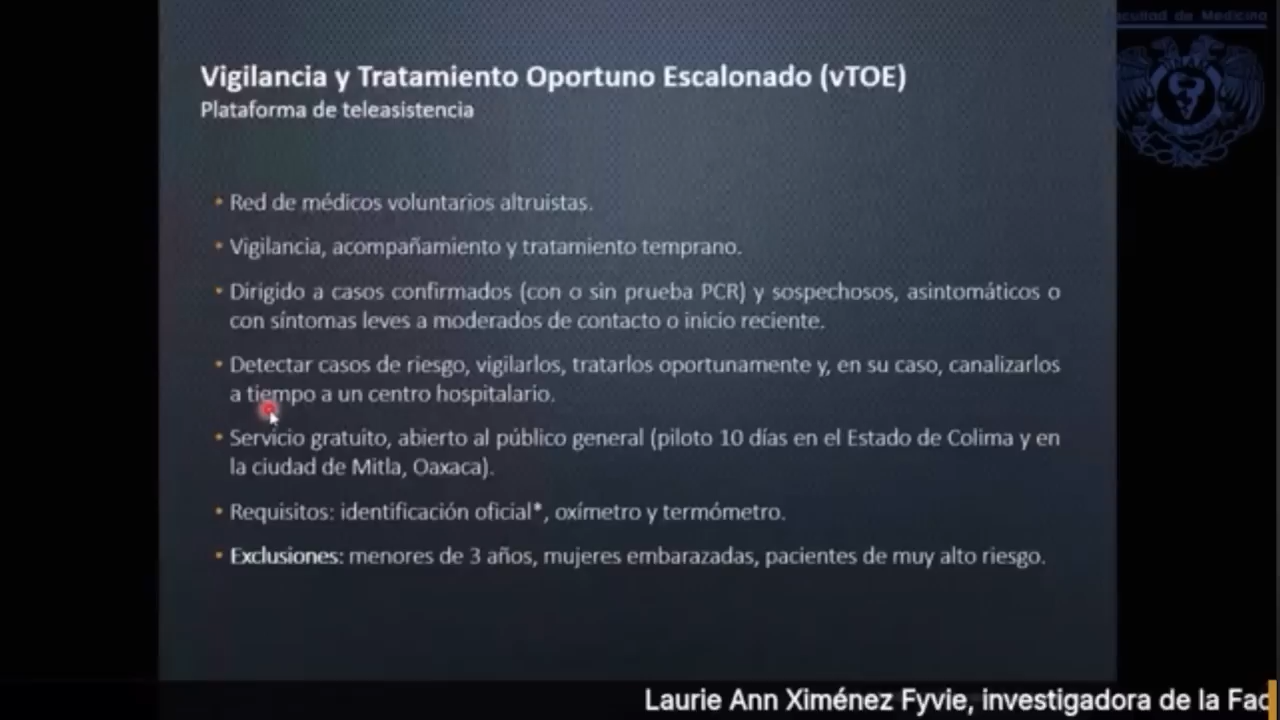 Facultad de Medicina
Vigilancia y Tratamiento Oportuno Escalonado (vTOE)
Plataforma de teleasistencia
• Red de médicos voluntarios altruistas.
• Vigilancia, acompañamiento y tratamiento temprano.
• Dirigido a casos confirmados (con o sin prueba PCR) y sospechosos, asintomáticos o
con síntomas leves a moderados de contacto o inicio reciente.
• Detectar casos de riesgo, vigilarlos, tratarlos oportunamente y, en su caso, canalizarlos
a tiempo a un centro hospitalario.
• Servicio gratuito, abierto al público general (piloto 10 días en el Estado de Colima y en
la ciudad de Mitla, Oaxaca).
• Requisitos: identificación oficial*, oxímetro y termómetro.
• Exclusiones: menores de 3 años, mujeres embarazadas, pacientes de muy alto riesgo.
Laurie Ann Ximénez Fyvie, investigadora de la Fac